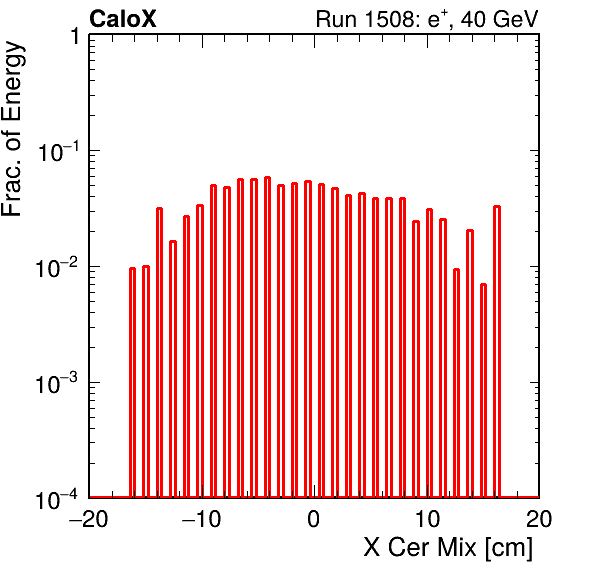 CaloX Run 1508: e⁺, 40 GeV
Frac. of Energy
1
10⁻¹
10⁻²
10⁻³
10⁻⁴
−20 −10 0 10 20
X Cer Mix [cm]